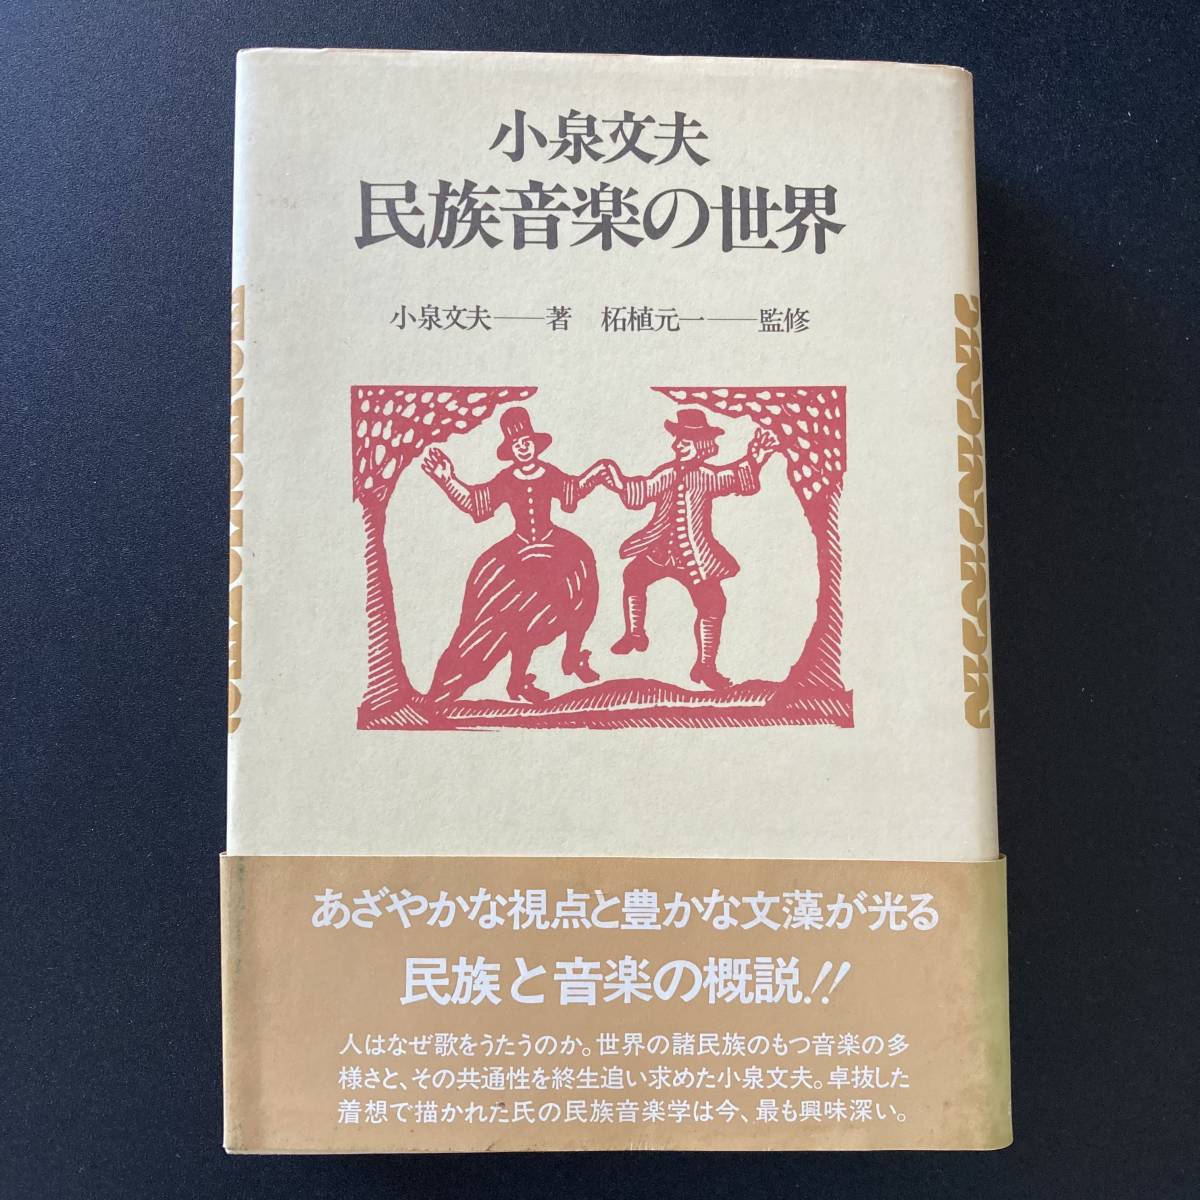 小泉文夫
民族音楽の世界
小泉文夫――著　柘植元一――監修
あざやかな視点と豊かな文藻が光る
民族と音楽の概説!!
人はなぜ歌をうたうのか。世界の諸民族のもつ音楽の多
様さと、その共通性を終生追い求めた小泉文夫。卓抜した
着想で描かれた氏の民族音楽学は今、最も興味深い。